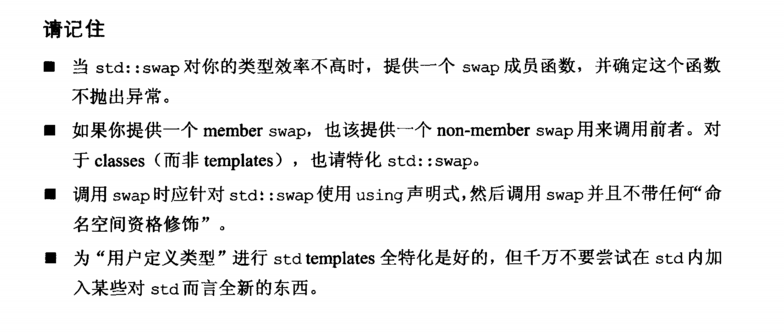 请记住
■ 当 std::swap 对你的类型效率不高时，提供一个 swap 成员函数，并确定这个函数
不抛出异常。
■ 如果你提供一个 member swap，也该提供一个 non-member swap 用来调用前者。对
于 classes（而非 templates），也请特化 std::swap。
■ 调用 swap 时应针对 std::swap 使用 using 声明式，然后调用 swap 并且不带任何“命
名空间资格修饰”。
■ 为“用户定义类型”进行 std templates 全特化是好的，但千万不要尝试在 std 内加
入某些对 std 而言全新的东西。